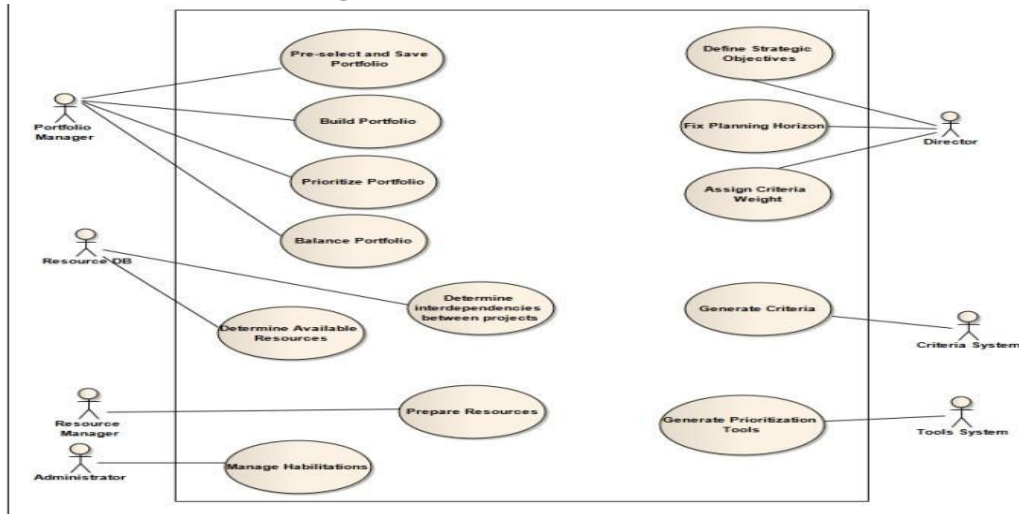 Pre-select and Save
Portfolio
Build Portfolio
Prioritize Portfolio
Balance Portfolio
Portfolio
Manager
Define Strategic
Objectives
Fix Planning Horizon
Assign Criteria
Weight
Director
Resource DB
Determine
interdependencies
between projects
Determine Available
Resources
Generate Criteria
Criteria System
Resource
Manager
Prepare Resources
Generate Prioritization
Tools
Tools System
Administrator
Manage Habilitations